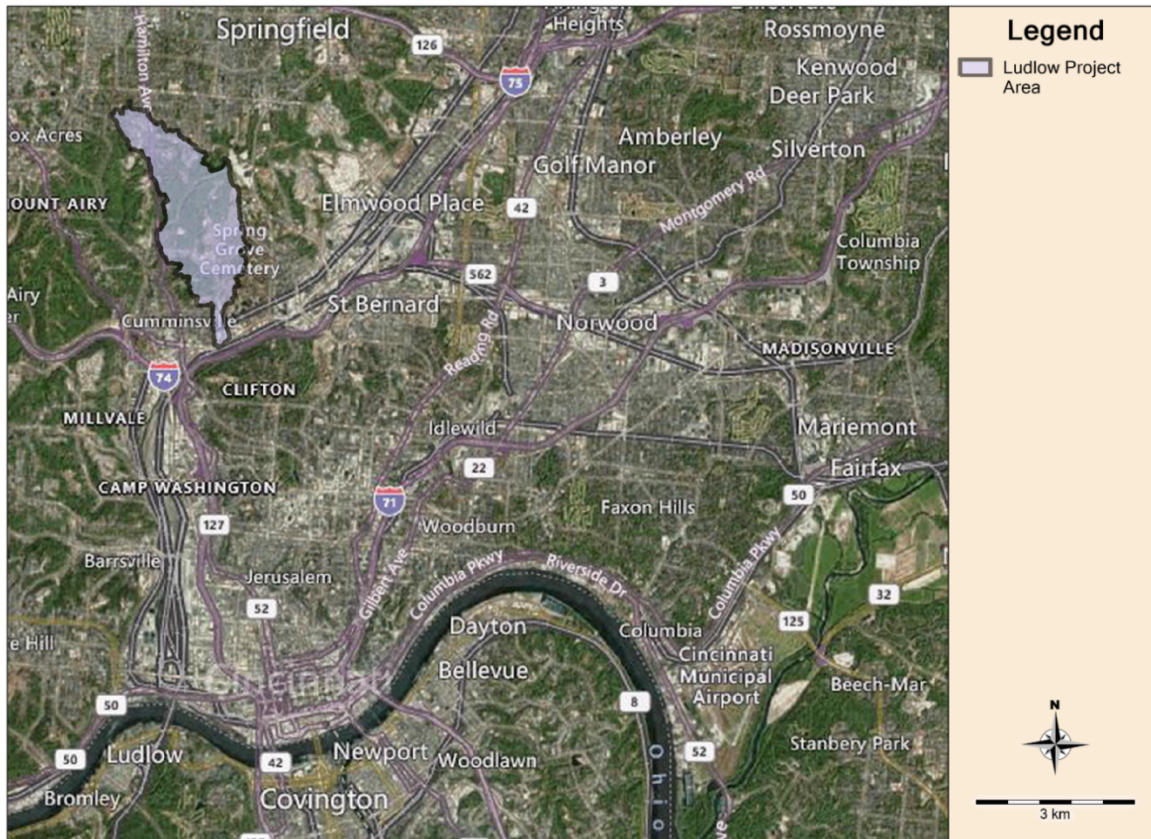 Springfield
126
Heights
Rossmoyne
Kenwood
Deer Park
Hamilton Ave
75
Amberley
Golf Manor
Silverton
ox Acres
OUNT AIRY
Elmwood Place
42
Montgomery Rd
Spring
Grove
Cemetery
Columbia
Township
562
3
Airy
er
Cumminsville
St Bernard
Norwood
Reading Rd
MADISONVILLE
74
CLIFTON
MILLVALE
Idlewild
Mariemont
Fairfax
22
CAMP WASHINGTON
71
50
Faxon Hills
127
Woodburn
Barrsville
Jerusalem
Gilbert Ave
Columbia Pkwy
Riverside Dr
Columbia Pkwy
52
32
125
e Hill
Dayton
Columbia
Bellevue
Cincinnati
Municipal
Airport
Beech-Mar
Cincinnati
50
8
Ludlow
50
42
Newport
Woodlawn
Ohio
52
Stanbery Park
Bromley
Covington
Legend
Ludlow Project
Area
N
3 km